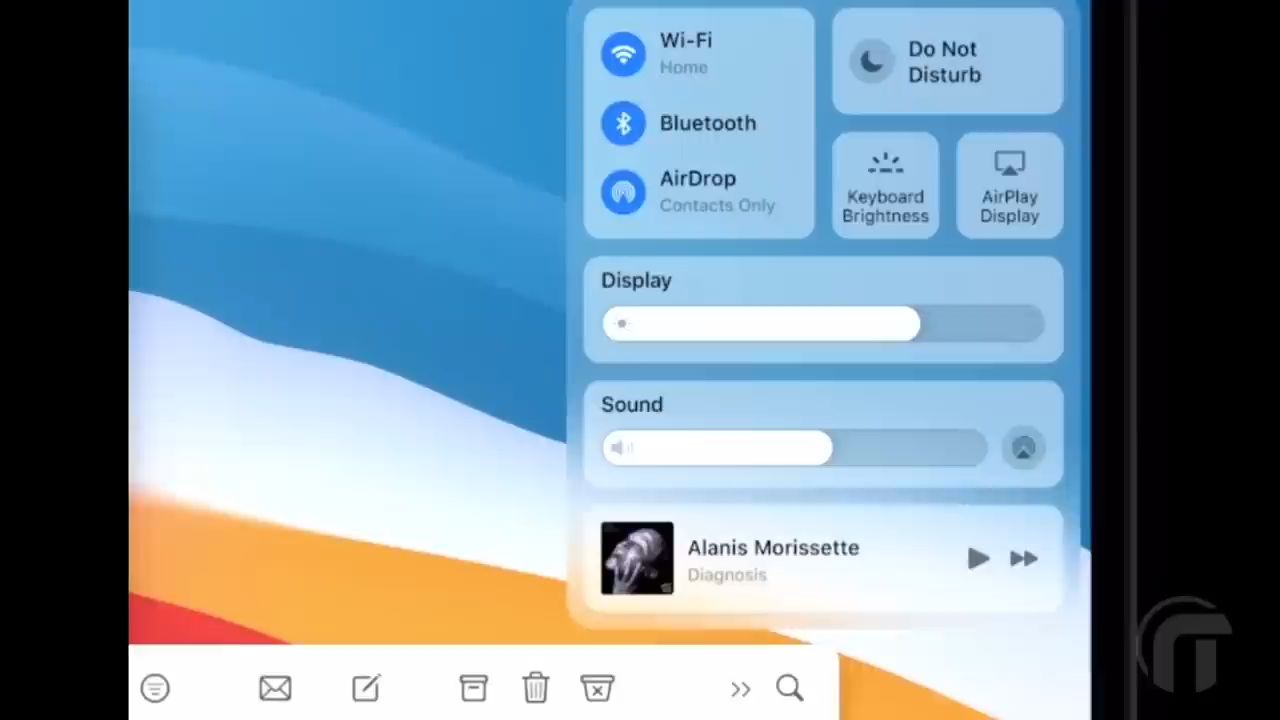 Wi-Fi
Home
Bluetooth
AirDrop
Contacts Only
Do Not
Disturb
Keyboard
Brightness
AirPlay
Display
Display
Sound
Alanis Morissette
Diagnosis